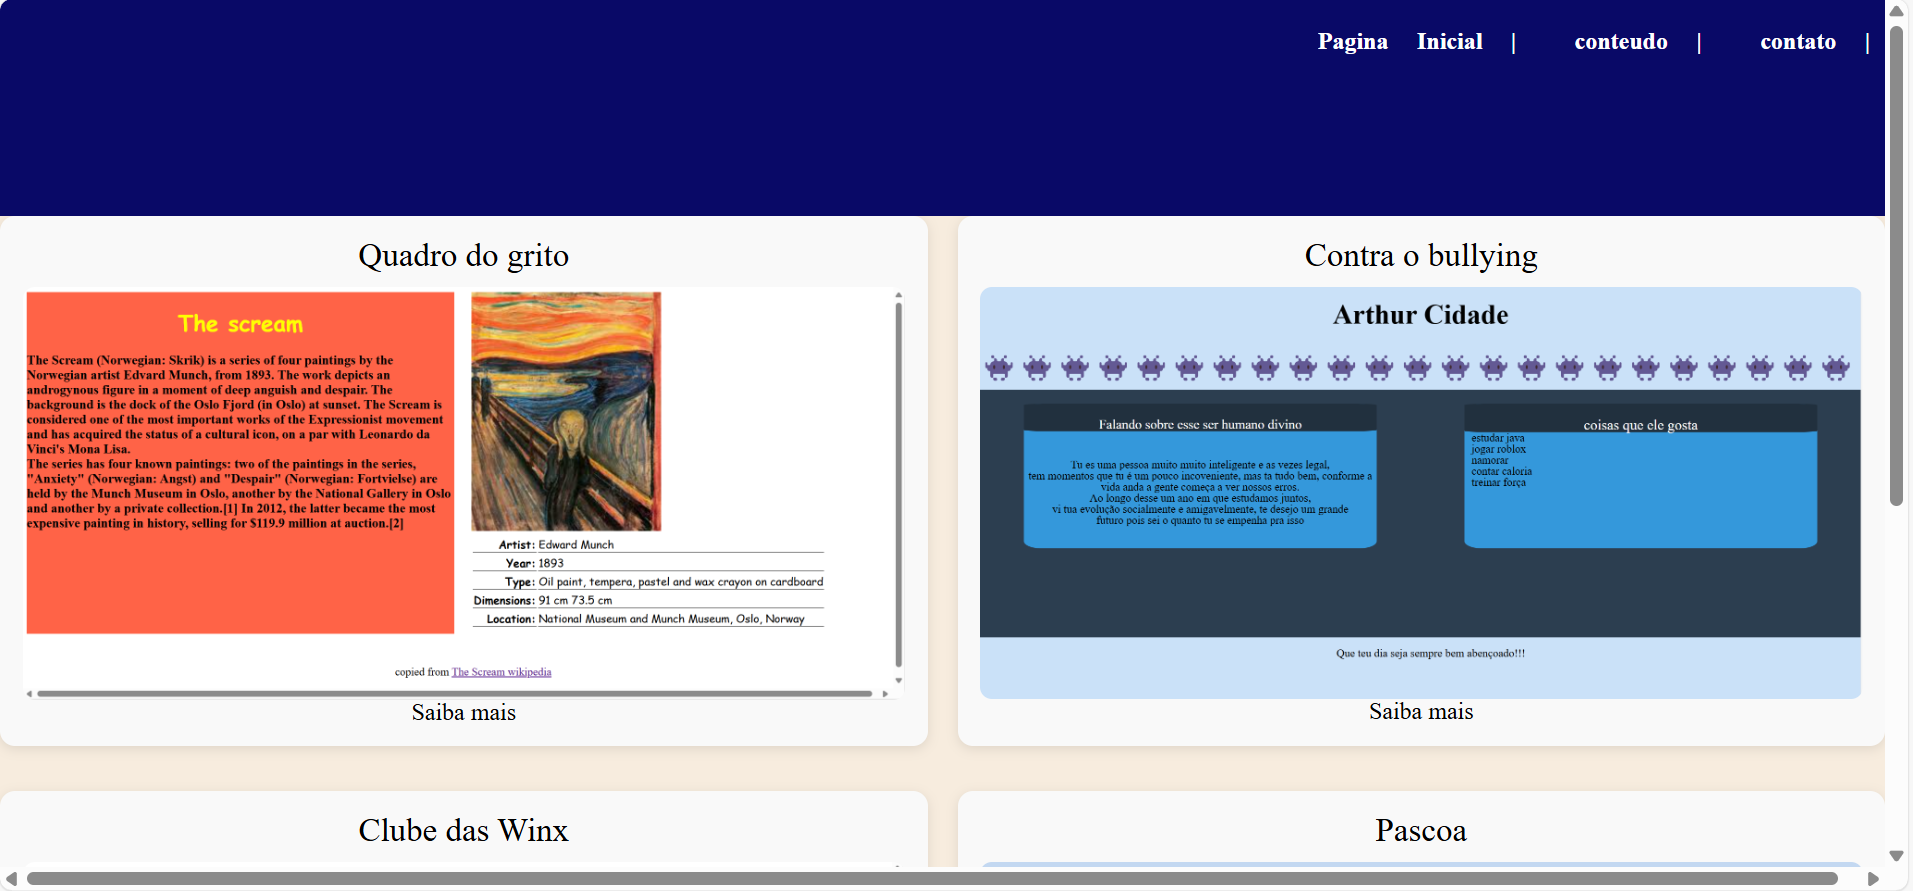 Pagina Inicial | conteudo | contato |
Quadro do grito
The scream
The Scream (Norwegian: Skrik) is a series of four paintings by the
Norwegian artist Edvard Munch, from 1893. The work depicts an
androgynous figure in a moment of deep anguish and despair. The
background is the dock of the Oslo Fjord (in Oslo) at sunset. The Scream is
considered one of the most important works of the Expressionist movement
and has acquired the status of a cultural icon, on a par with Leonardo da
Vinci's Mona Lisa.
The series has four known paintings: two of the paintings in the series,
"Anxiety" (Norwegian: Angst) and "Despair" (Norwegian: Fortvielse) are
held by the Munch Museum in Oslo, another by the National Gallery in Oslo
and another by a private collection.[1] In 2012, the latter became the most
expensive painting in history, selling for $119.9 million at auction.[2]
Artist: Edward Munch
Year: 1893
Type: Oil paint, tempera, pastel and wax crayon on cardboard
Dimensions: 91 cm 73.5 cm
Location: National Museum and Munch Museum, Oslo, Norway
copied from The Scream wikipedia
Saiba mais
Contra o bullying
Arthur Cidade
Falando sobre esse ser humano divino
Tu es uma pessoa muito muito inteligente e as vezes legal,
tem momentos que tu é um pouco incoveniente, mas ta tudo bem, conforme a
vida anda a gente começa a ver nossos erros.
Ao longo desse um ano em que estudamos juntos,
vi tua evolução socialmente e amigavelmente, te desejo um grande
futuro pois sei o quanto tu se empenha pra isso
coisas que ele gosta
estudar java
jogar roblox
namorar
contar caloria
treinar força
Que teu dia seja sempre bem abençoado!!!
Saiba mais
Clube das Winx
Pascoa